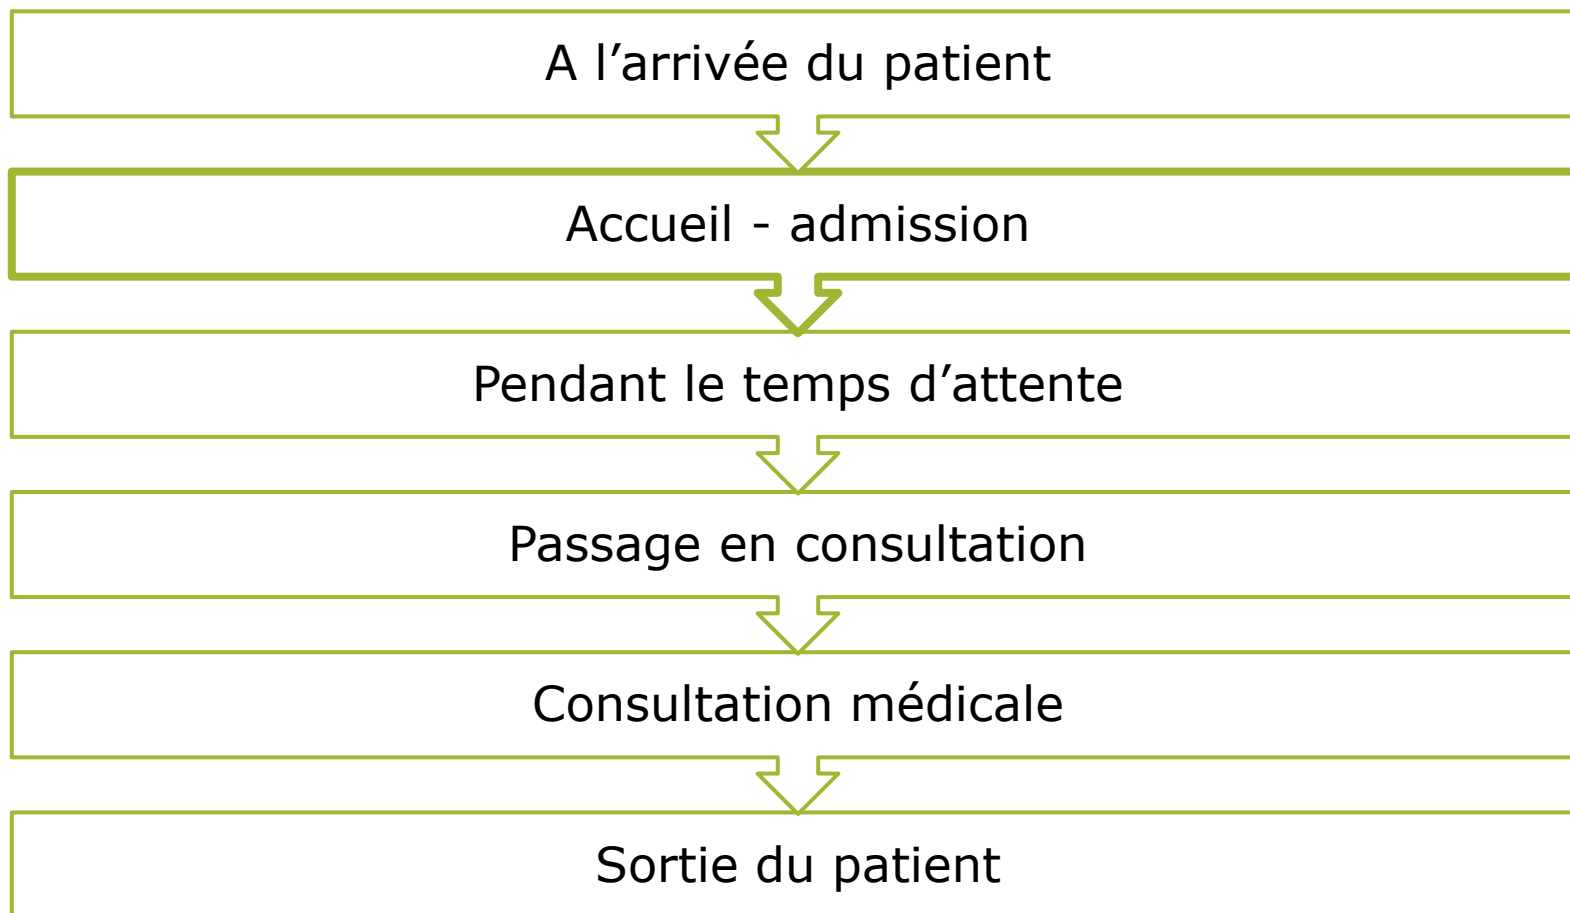 A l’arrivée du patient
Accueil - admission
Pendant le temps d’attente
Passage en consultation
Consultation médicale
Sortie du patient